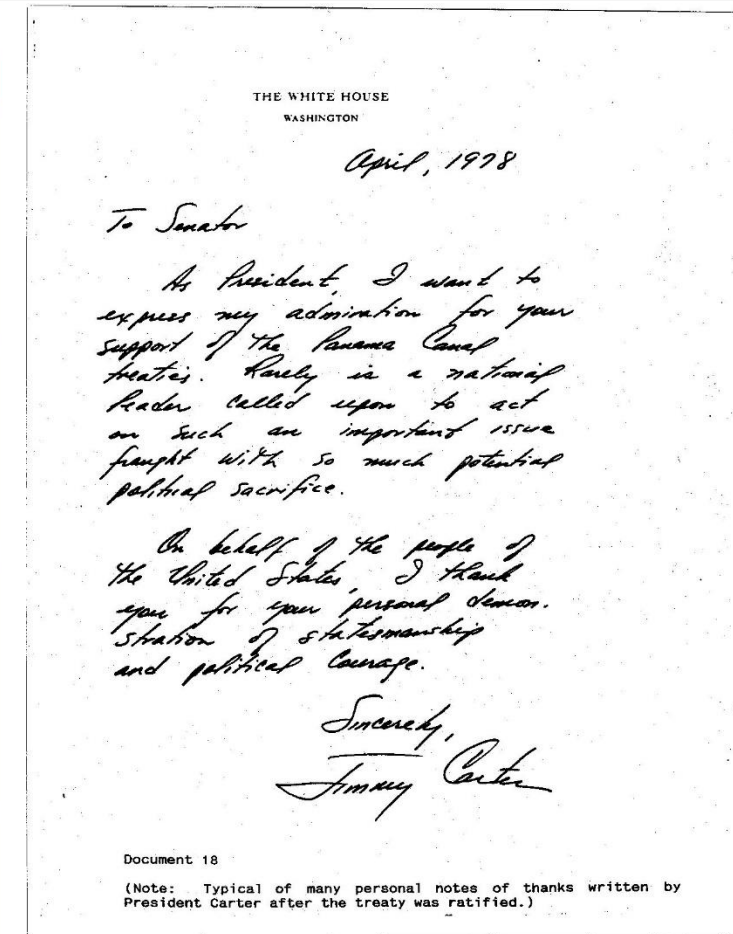 THE WHITE HOUSE
WASHINGTON
April, 1978
To Senator
As President, I want to
express my admiration for your
support of the Panama Canal
treaties. Rarely is a national
leader called upon to act
on such an important issue
fraught with so much potential
political sacrifice.
On behalf of the people of
the United States, I thank
you for your personal demon-
stration of statesmanship
and political courage.
Sincerely,
Jimmy Carter
Document 18
(Note: Typical of many personal notes of thanks written by
President Carter after the treaty was ratified.)